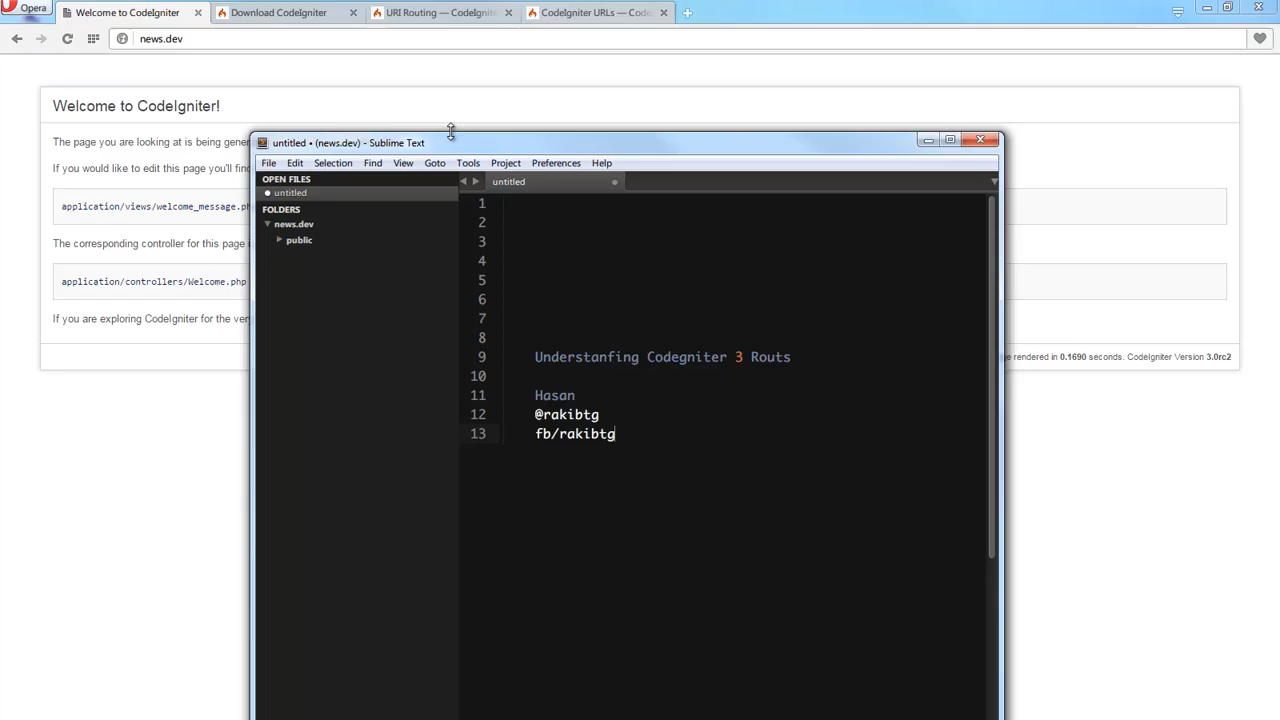 Opera
Welcome to CodeIgniter
Download CodeIgniter
URI Routing — CodeIgnite
CodeIgniter URLs — Code
news.dev
Welcome to CodeIgniter!
The page you are looking at is being gener
If you would like to edit this page you'll find
application/views/welcome_message.ph
The corresponding controller for this page i
application/controllers/Welcome.php
If you are exploring CodeIgniter for the ver
e rendered in 0.1690 seconds. CodeIgniter Version 3.0rc2
untitled • (news.dev) - Sublime Text
File Edit Selection Find View Goto Tools Project Preferences Help
OPEN FILES
untitled
FOLDERS
news.dev
public
untitled
1
2
3
4
5
6
7
8
9 Understanfing Codegniter 3 Routs
10
11 Hasan
12 @rakibtg
13 fb/rakibtg